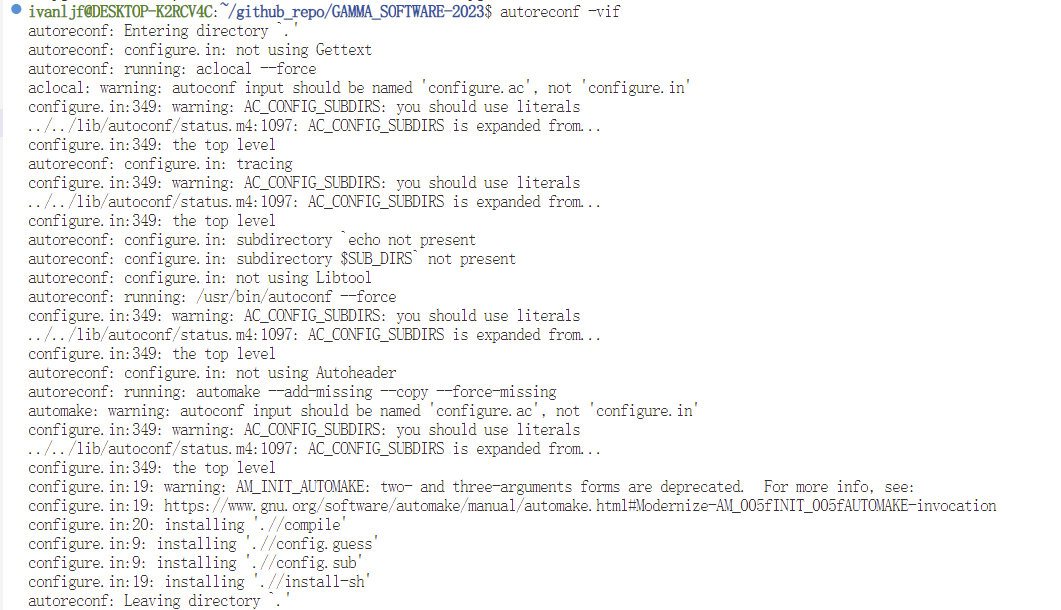 ivanljf@DESKTOP-K2RCV4C:~/github_repo/GAMMA_SOFTWARE-2023$ autoreconf -vif
autoreconf: Entering directory `.'
autoreconf: configure.in: not using Gettext
autoreconf: running: aclocal --force
aclocal: warning: autoconf input should be named 'configure.ac', not 'configure.in'
configure.in:349: warning: AC_CONFIG_SUBDIRS: you should use literals
../../lib/autoconf/status.m4:1097: AC_CONFIG_SUBDIRS is expanded from...
configure.in:349: the top level
autoreconf: configure.in: tracing
configure.in:349: warning: AC_CONFIG_SUBDIRS: you should use literals
../../lib/autoconf/status.m4:1097: AC_CONFIG_SUBDIRS is expanded from...
configure.in:349: the top level
autoreconf: configure.in: subdirectory `echo not present
autoreconf: configure.in: subdirectory $SUB_DIRS` not present
autoreconf: configure.in: not using Libtool
autoreconf: running: /usr/bin/autoconf --force
configure.in:349: warning: AC_CONFIG_SUBDIRS: you should use literals
../../lib/autoconf/status.m4:1097: AC_CONFIG_SUBDIRS is expanded from...
configure.in:349: the top level
autoreconf: configure.in: not using Autoheader
autoreconf: running: automake --add-missing --copy --force-missing
automake: warning: autoconf input should be named 'configure.ac', not 'configure.in'
configure.in:349: warning: AC_CONFIG_SUBDIRS: you should use literals
../../lib/autoconf/status.m4:1097: AC_CONFIG_SUBDIRS is expanded from...
configure.in:349: the top level
configure.in:19: warning: AM_INIT_AUTOMAKE: two- and three-arguments forms are deprecated.  For more info, see:
configure.in:19: https://www.gnu.org/software/automake/manual/automake.html#Modernize-AM_005fINIT_005fAUTOMAKE-invocation
configure.in:20: installing './/compile'
configure.in:9: installing './/config.guess'
configure.in:9: installing './/config.sub'
configure.in:19: installing './/install-sh'
autoreconf: Leaving directory `.'